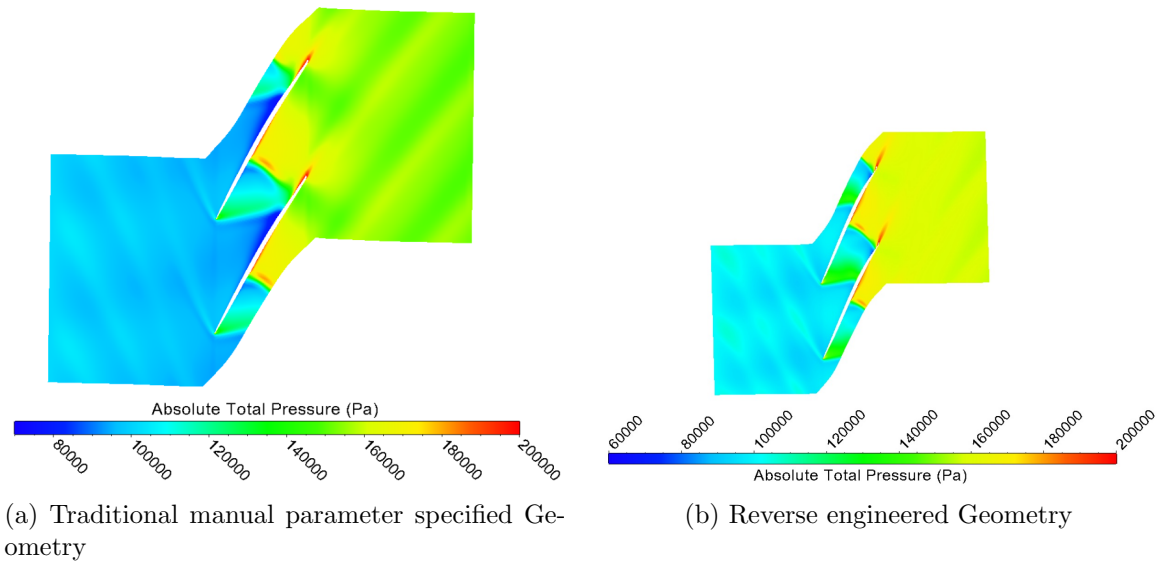 Absolute Total Pressure (Pa)
80000 100000 120000 140000 160000 180000 200000
60000 80000 100000 120000 140000 160000 180000 200000
Absolute Total Pressure (Pa)
(a) Traditional manual parameter specified Ge-
ometry
(b) Reverse engineered Geometry